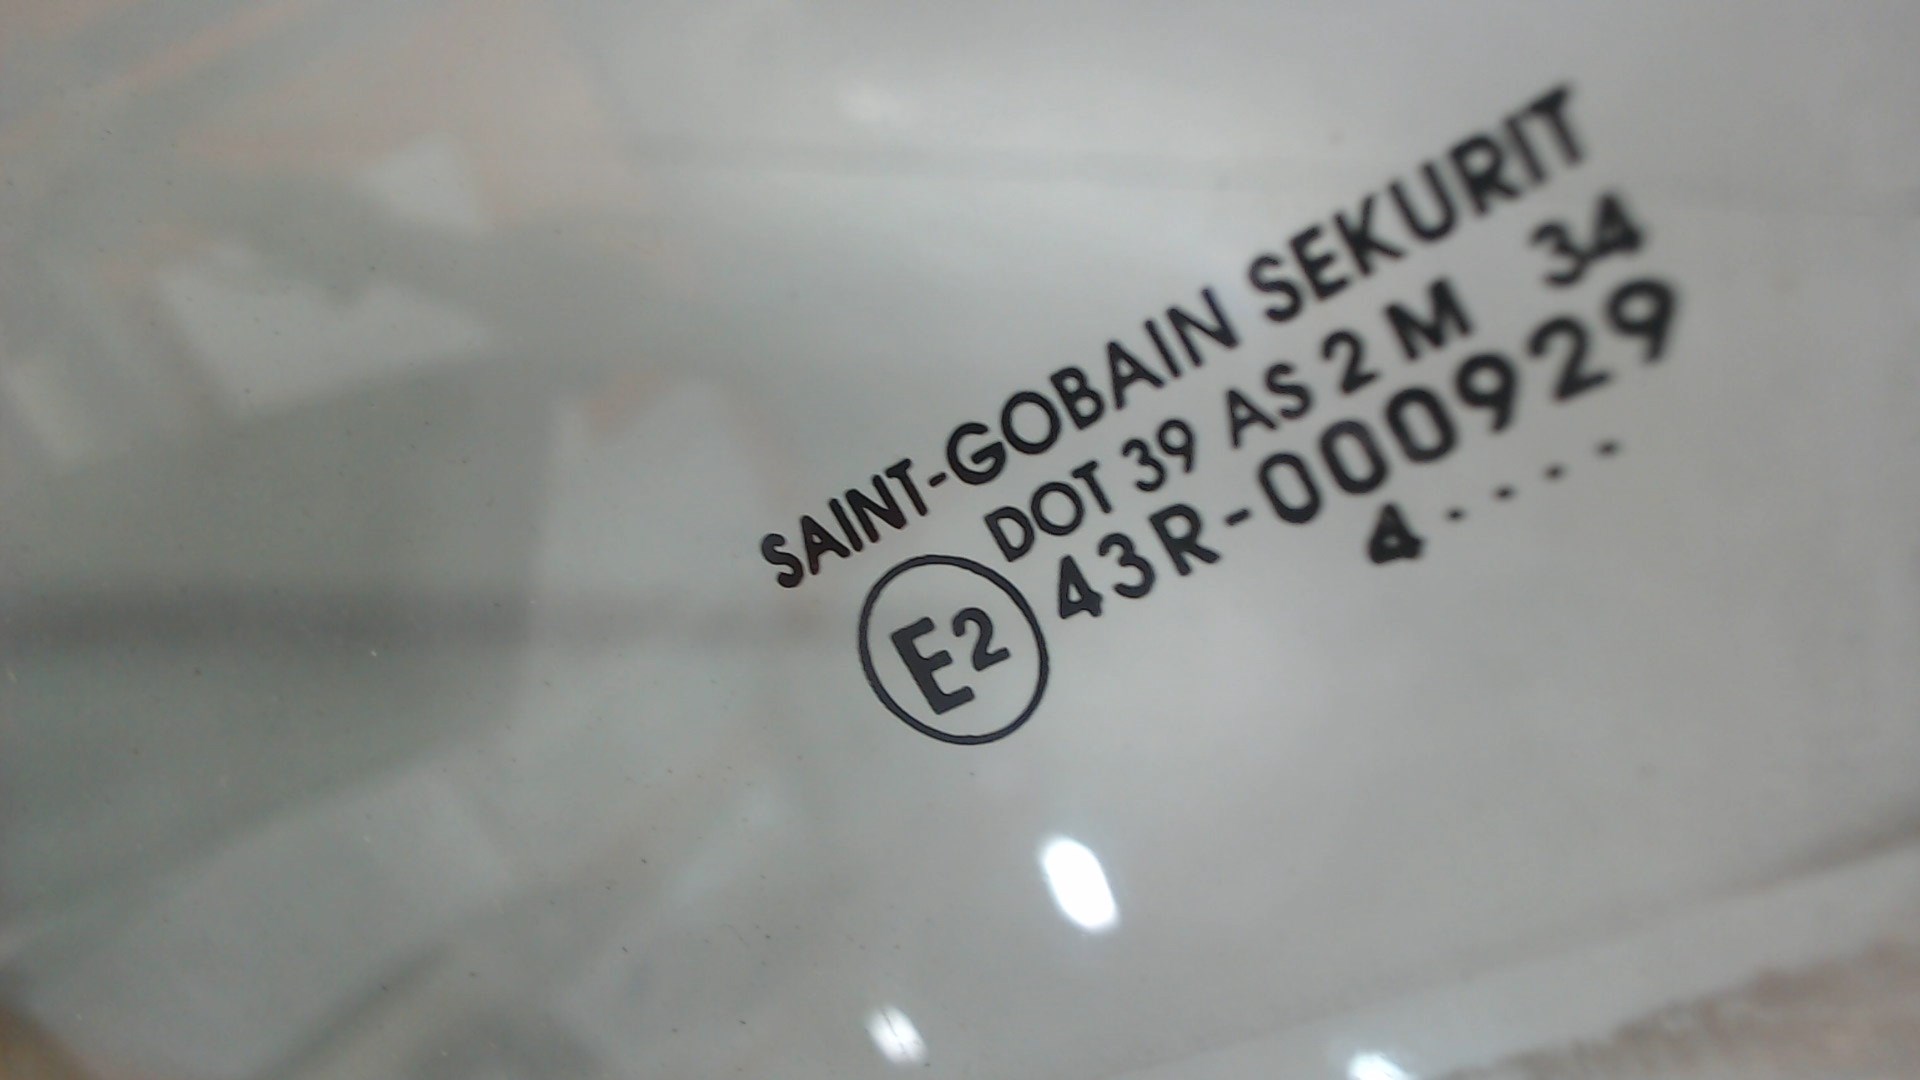 SAINT-GOBAIN SEKURIT
DOT 39 AS 2 M 34
E2 43R-000929
4 · · · ·